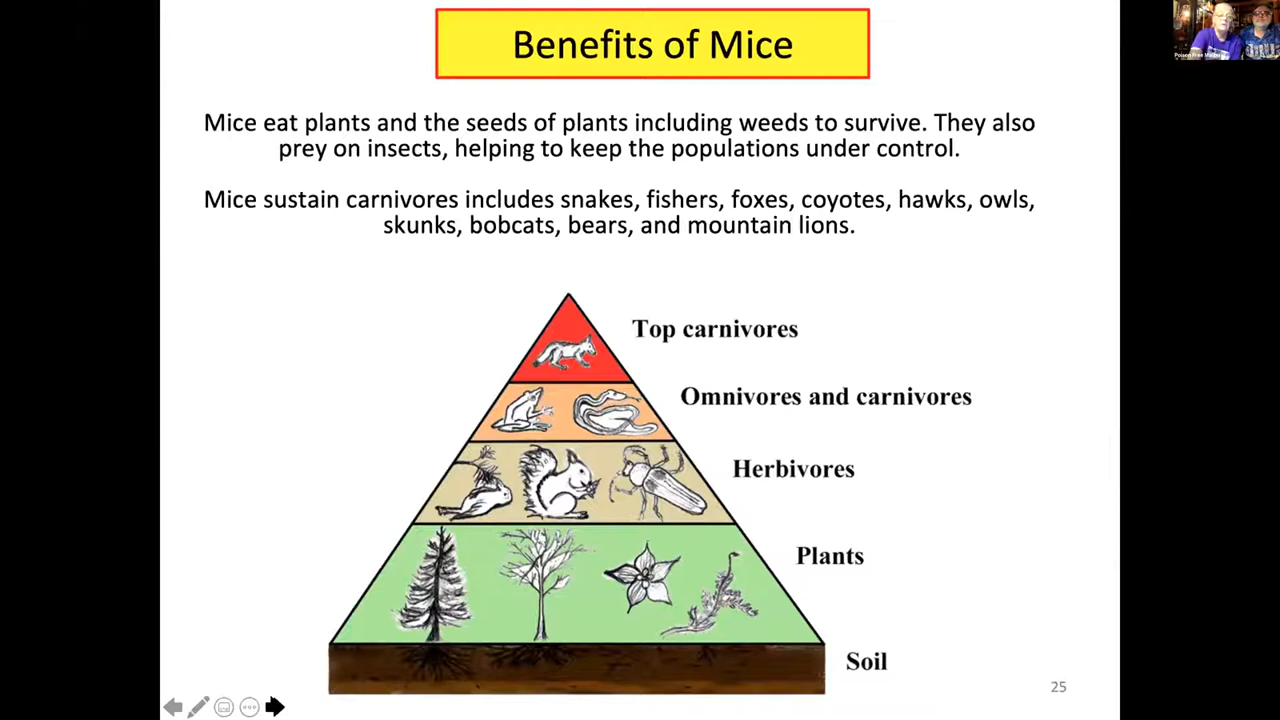 Benefits of Mice
Mice eat plants and the seeds of plants including weeds to survive. They also
prey on insects, helping to keep the populations under control.
Mice sustain carnivores includes snakes, fishers, foxes, coyotes, hawks, owls,
skunks, bobcats, bears, and mountain lions.
Top carnivores
Omnivores and carnivores
Herbivores
Plants
Soil
25
Poison Free